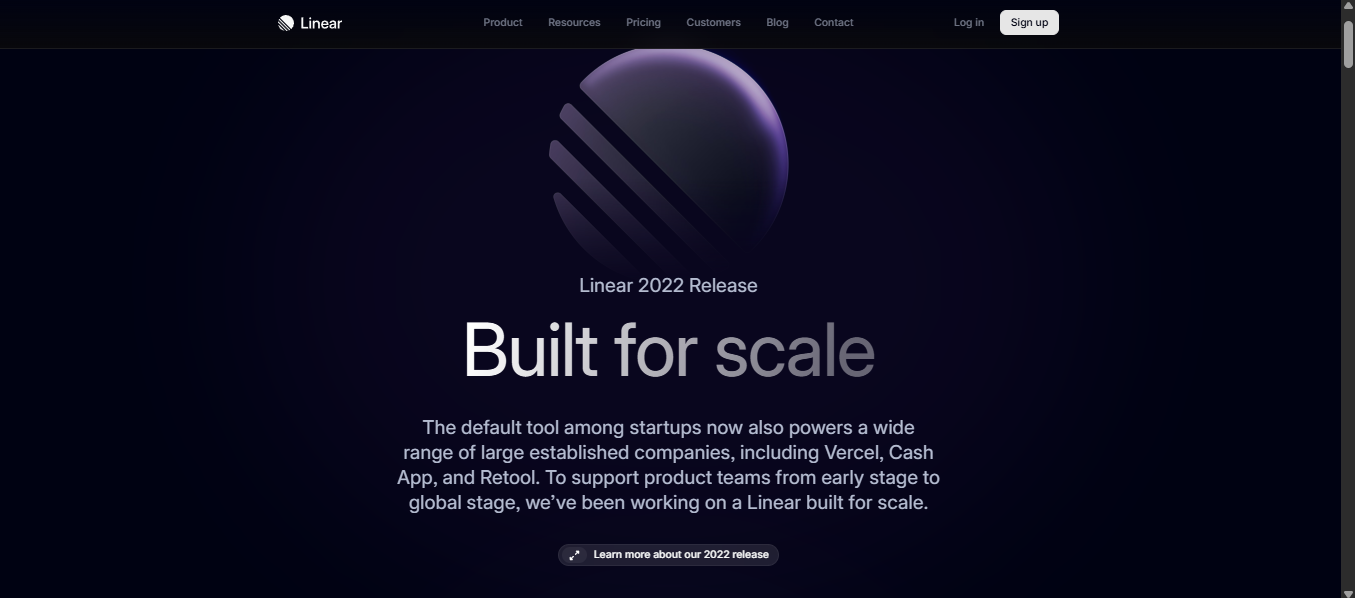 Linear
Product Resources Pricing Customers Blog Contact
Log in Sign up
Linear 2022 Release
Built for scale
The default tool among startups now also powers a wide
range of large established companies, including Vercel, Cash
App, and Retool. To support product teams from early stage to
global stage, we’ve been working on a Linear built for scale.
Learn more about our 2022 release